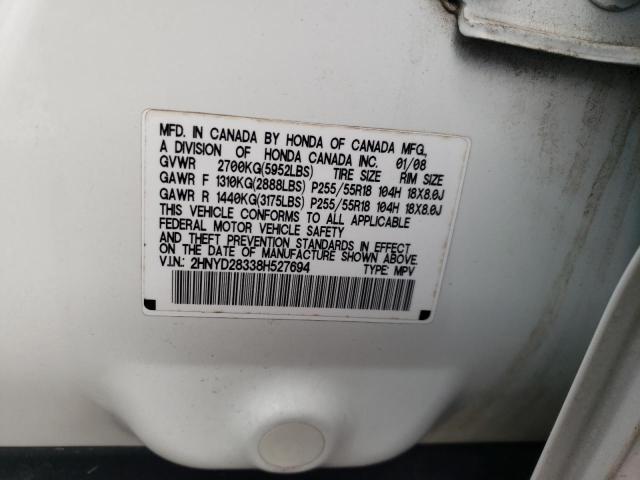 MFD. IN CANADA BY HONDA OF CANADA MFG.,
A DIVISION OF HONDA CANADA INC. 01/08
GVWR 2700KG(5952LBS) TIRE SIZE RIM SIZE
GAWR F 1310KG(2888LBS) P255/55R18 104H 18X8.0J
GAWR R 1440KG(3175LBS) P255/55R18 104H 18X8.0J
THIS VEHICLE CONFORMS TO ALL APPLICABLE
FEDERAL MOTOR VEHICLE SAFETY
AND THEFT PREVENTION STANDARDS IN EFFECT
ON THE DATE OF MANUFACTURE SHOWN ABOVE.
V.I.N.: 2HNYD28338H527694 TYPE: MPV